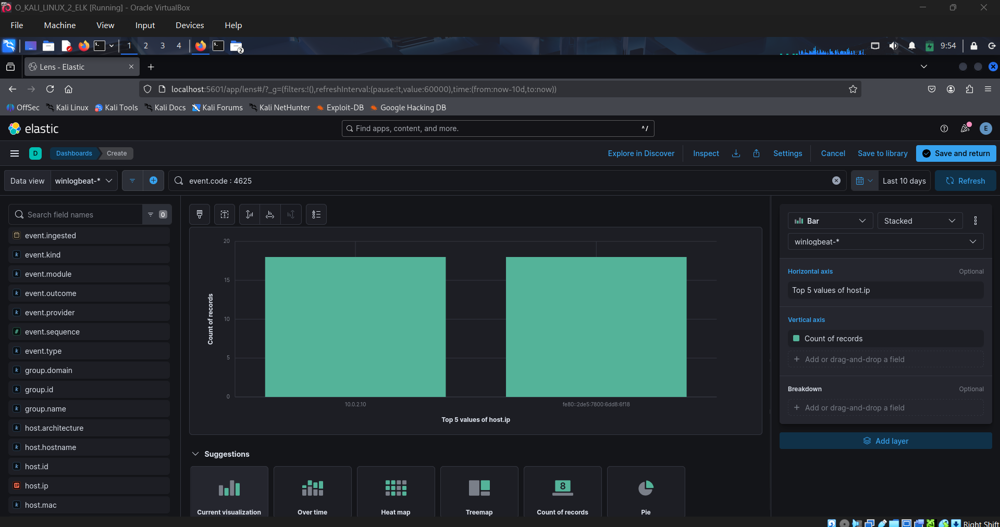 O_KALI_LINUX_2_ELK [Running] - Oracle VirtualBox
File Machine View Input Devices Help
1 2 3 4 2 9:54
Lens - Elastic
localhost:5601/app/lens#/?_g=(filters:!(),refreshInterval:(pause:!t,value:60000),time:(from:now-10d,to:now))
OffSec Kali Linux Kali Tools Kali Docs Kali Forums Kali NetHunter Exploit-DB Google Hacking DB
elastic Find apps, content, and more. ^/ E
D Dashboards Create Explore in Discover Inspect Settings Cancel Save to library Save and return
Data view winlogbeat-* event.code : 4625 Last 10 days Refresh
Search field names 0
event.ingested
event.kind
event.module
event.outcome
event.provider
event.sequence
event.type
group.domain
group.id
group.name
host.architecture
host.hostname
host.id
host.ip
host.mac
20
15
10
5
0
Count of records
10.0.2.10 fe80::2de5:7800:6dd8:6f18
Top 5 values of host.ip
Suggestions
Current visualization Over time Heat map Treemap 8 Count of records Pie
Bar Stacked
winlogbeat-*
Horizontal axis Optional
Top 5 values of host.ip
Vertical axis
Count of records
+ Add or drag-and-drop a field
Breakdown Optional
+ Add or drag-and-drop a field
Add layer
Right Shift